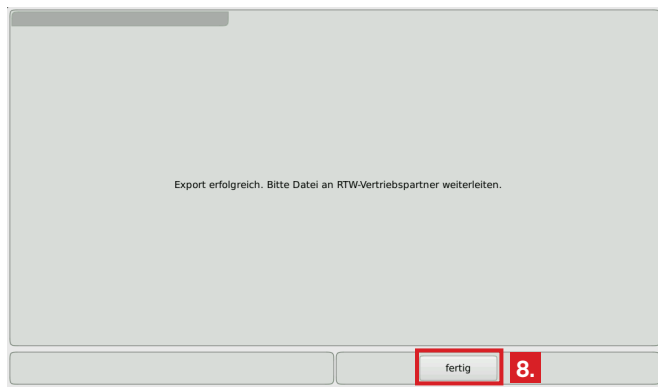 Export erfolgreich. Bitte Datei an RTW-Vertriebspartner weiterleiten.
fertig
8.